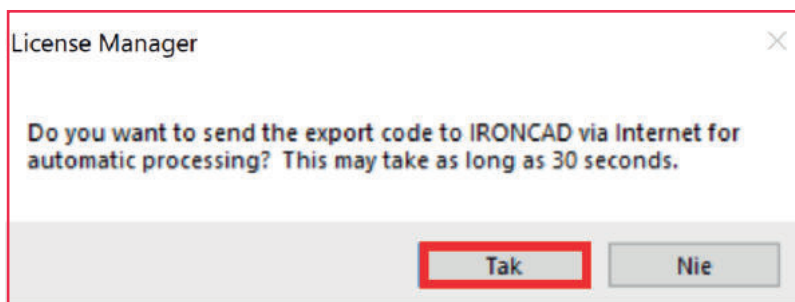 License Manager
Do you want to send the export code to IRONCAD via Internet for
automatic processing? This may take as long as 30 seconds.
Tak Nie